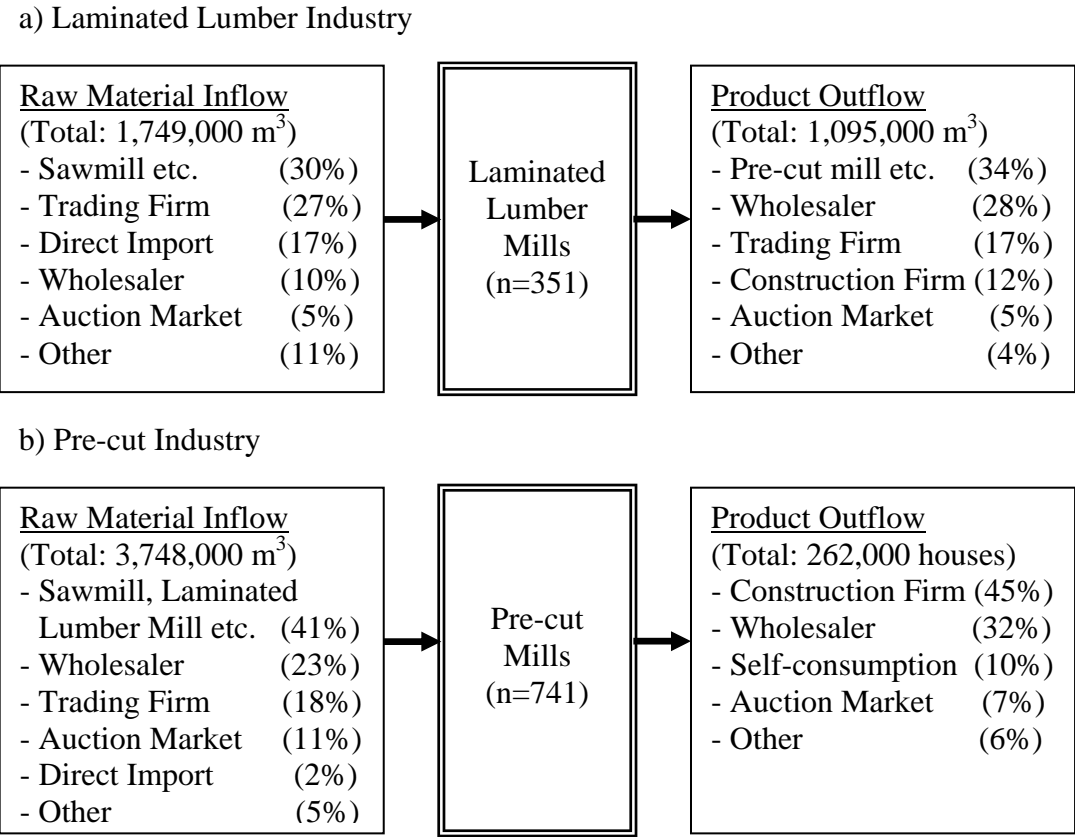 a) Laminated Lumber Industry
Raw Material Inflow
(Total: 1,749,000 m³)
- Sawmill etc. (30%)
- Trading Firm (27%)
- Direct Import (17%)
- Wholesaler (10%)
- Auction Market (5%)
- Other (11%)
Laminated
Lumber
Mills
(n=351)
Product Outflow
(Total: 1,095,000 m³)
- Pre-cut mill etc. (34%)
- Wholesaler (28%)
- Trading Firm (17%)
- Construction Firm (12%)
- Auction Market (5%)
- Other (4%)
b) Pre-cut Industry
Raw Material Inflow
(Total: 3,748,000 m³)
- Sawmill, Laminated
Lumber Mill etc. (41%)
- Wholesaler (23%)
- Trading Firm (18%)
- Auction Market (11%)
- Direct Import (2%)
- Other (5%)
Pre-cut
Mills
(n=741)
Product Outflow
(Total: 262,000 houses)
- Construction Firm (45%)
- Wholesaler (32%)
- Self-consumption (10%)
- Auction Market (7%)
- Other (6%)